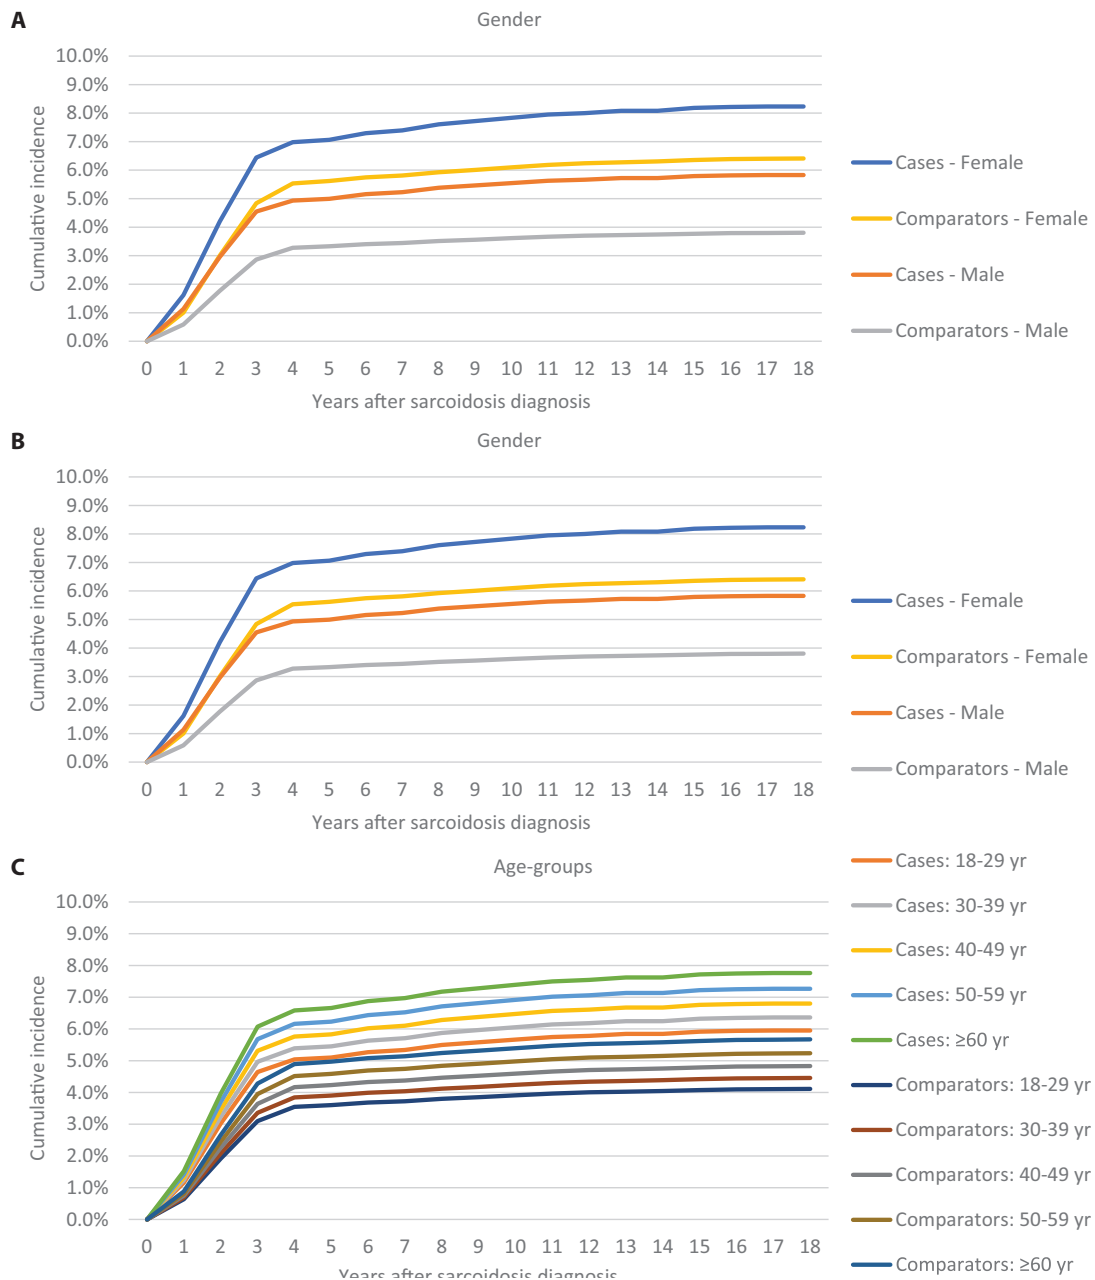 A
Gender
10.0%
9.0%
8.0%
7.0%
6.0%
5.0%
4.0%
3.0%
2.0%
1.0%
0.0%
Cumulative incidence
0 1 2 3 4 5 6 7 8 9 10 11 12 13 14 15 16 17 18
Years after sarcoidosis diagnosis
Cases - Female
Comparators - Female
Cases - Male
Comparators - Male
B
Gender
10.0%
9.0%
8.0%
7.0%
6.0%
5.0%
4.0%
3.0%
2.0%
1.0%
0.0%
Cumulative incidence
0 1 2 3 4 5 6 7 8 9 10 11 12 13 14 15 16 17 18
Years after sarcoidosis diagnosis
Cases - Female
Comparators - Female
Cases - Male
Comparators - Male
C
Age-groups
10.0%
9.0%
8.0%
7.0%
6.0%
5.0%
4.0%
3.0%
2.0%
1.0%
0.0%
Cumulative incidence
0 1 2 3 4 5 6 7 8 9 10 11 12 13 14 15 16 17 18
Years after sarcoidosis diagnosis
Cases: 18-29 yr
Cases: 30-39 yr
Cases: 40-49 yr
Cases: 50-59 yr
Cases: ≥60 yr
Comparators: 18-29 yr
Comparators: 30-39 yr
Comparators: 40-49 yr
Comparators: 50-59 yr
Comparators: ≥60 yr